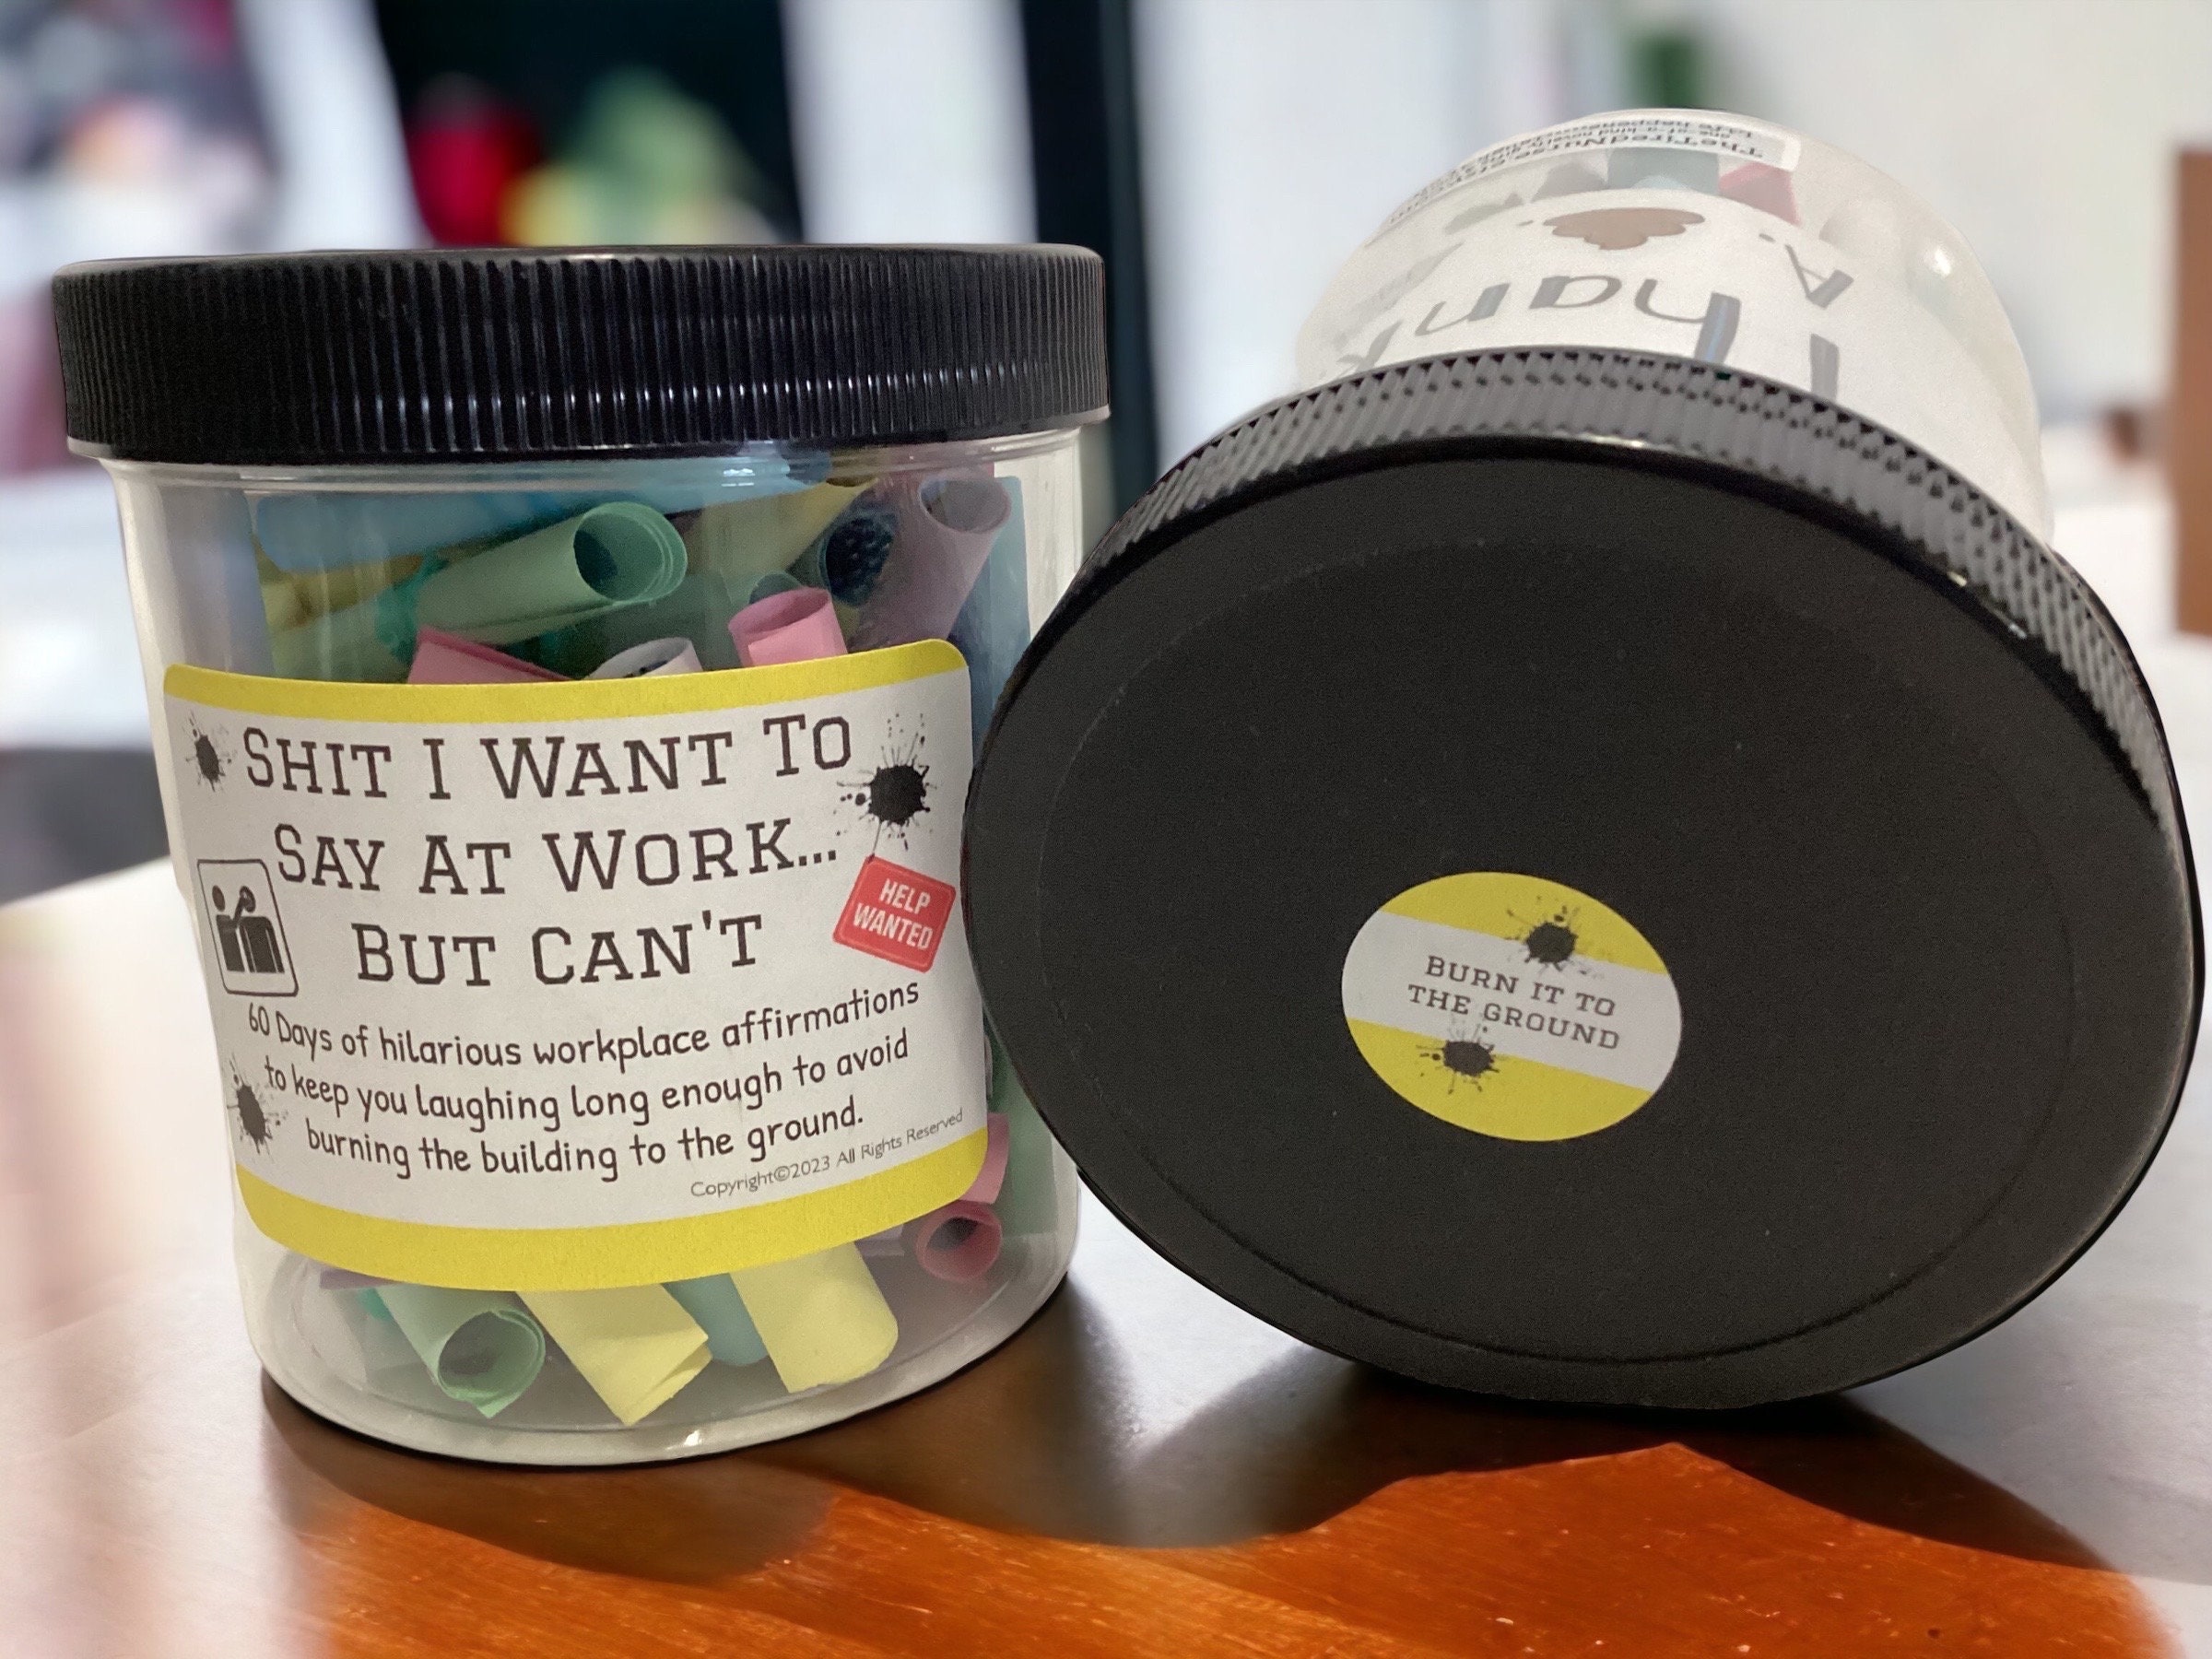 SHIT I WANT TO
SAY AT WORK...
BUT CAN'T
HELP
WANTED
60 Days of hilarious workplace affirmations
to keep you laughing long enough to avoid
burning the building to the ground.
Copyright©2023 All Rights Reserved
BURN IT TO
THE GROUND